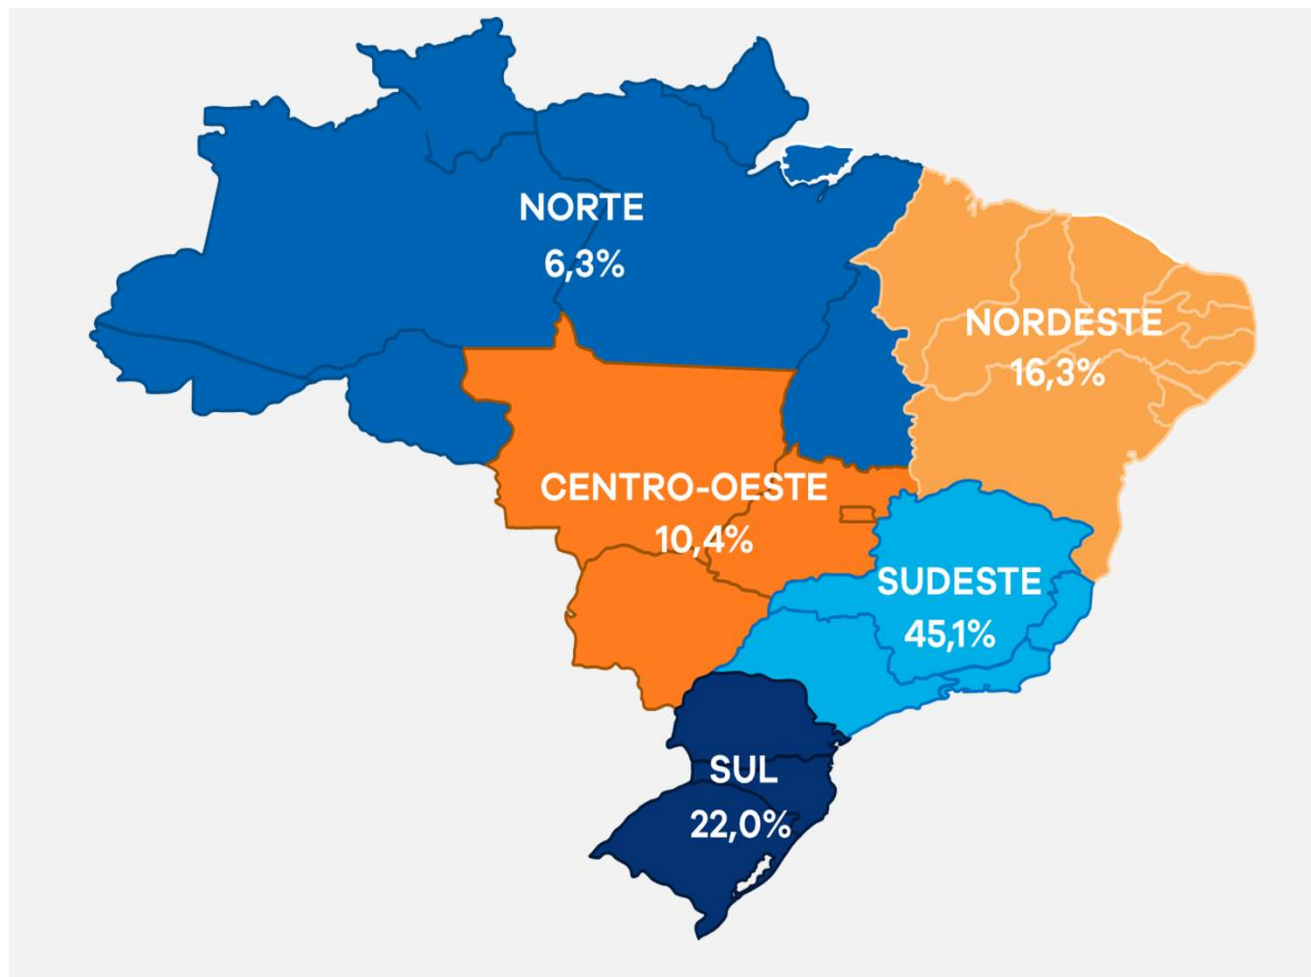 NORTE
6,3%
NORDESTE
16,3%
CENTRO-OESTE
10,4%
SUDESTE
45,1%
SUL
22,0%